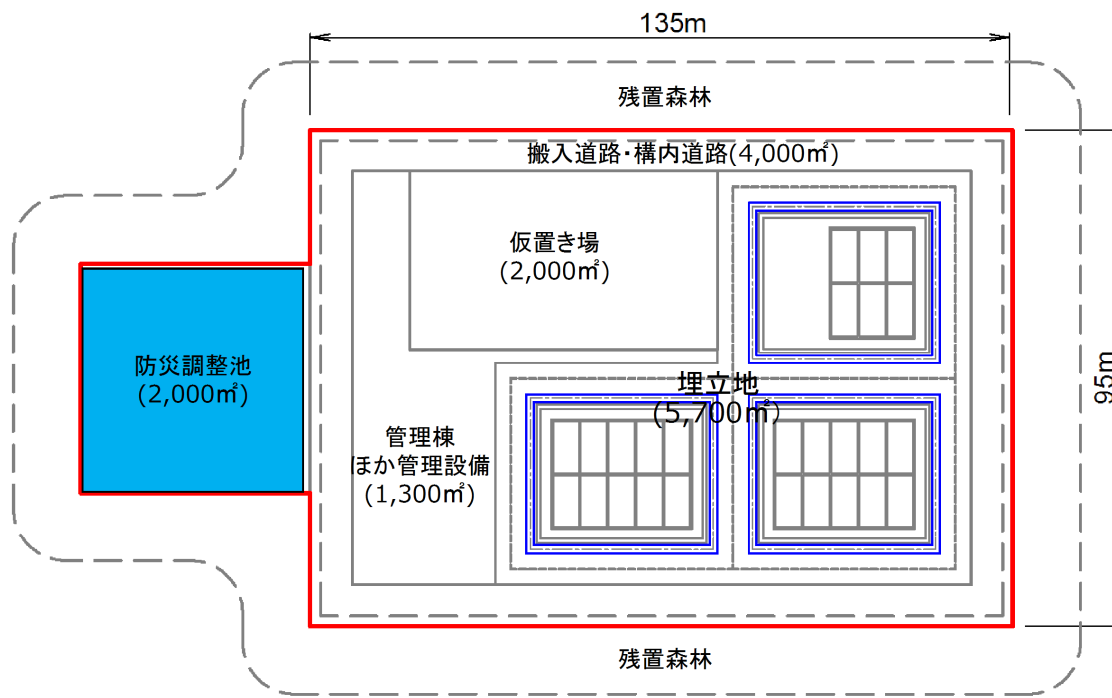 135m
残置森林
搬入道路・構内道路(4,000㎡)
仮置き場
(2,000㎡)
防災調整池
(2,000㎡)
埋立地
(5,700㎡)
95m
管理棟
ほか管理設備
(1,300㎡)
残置森林